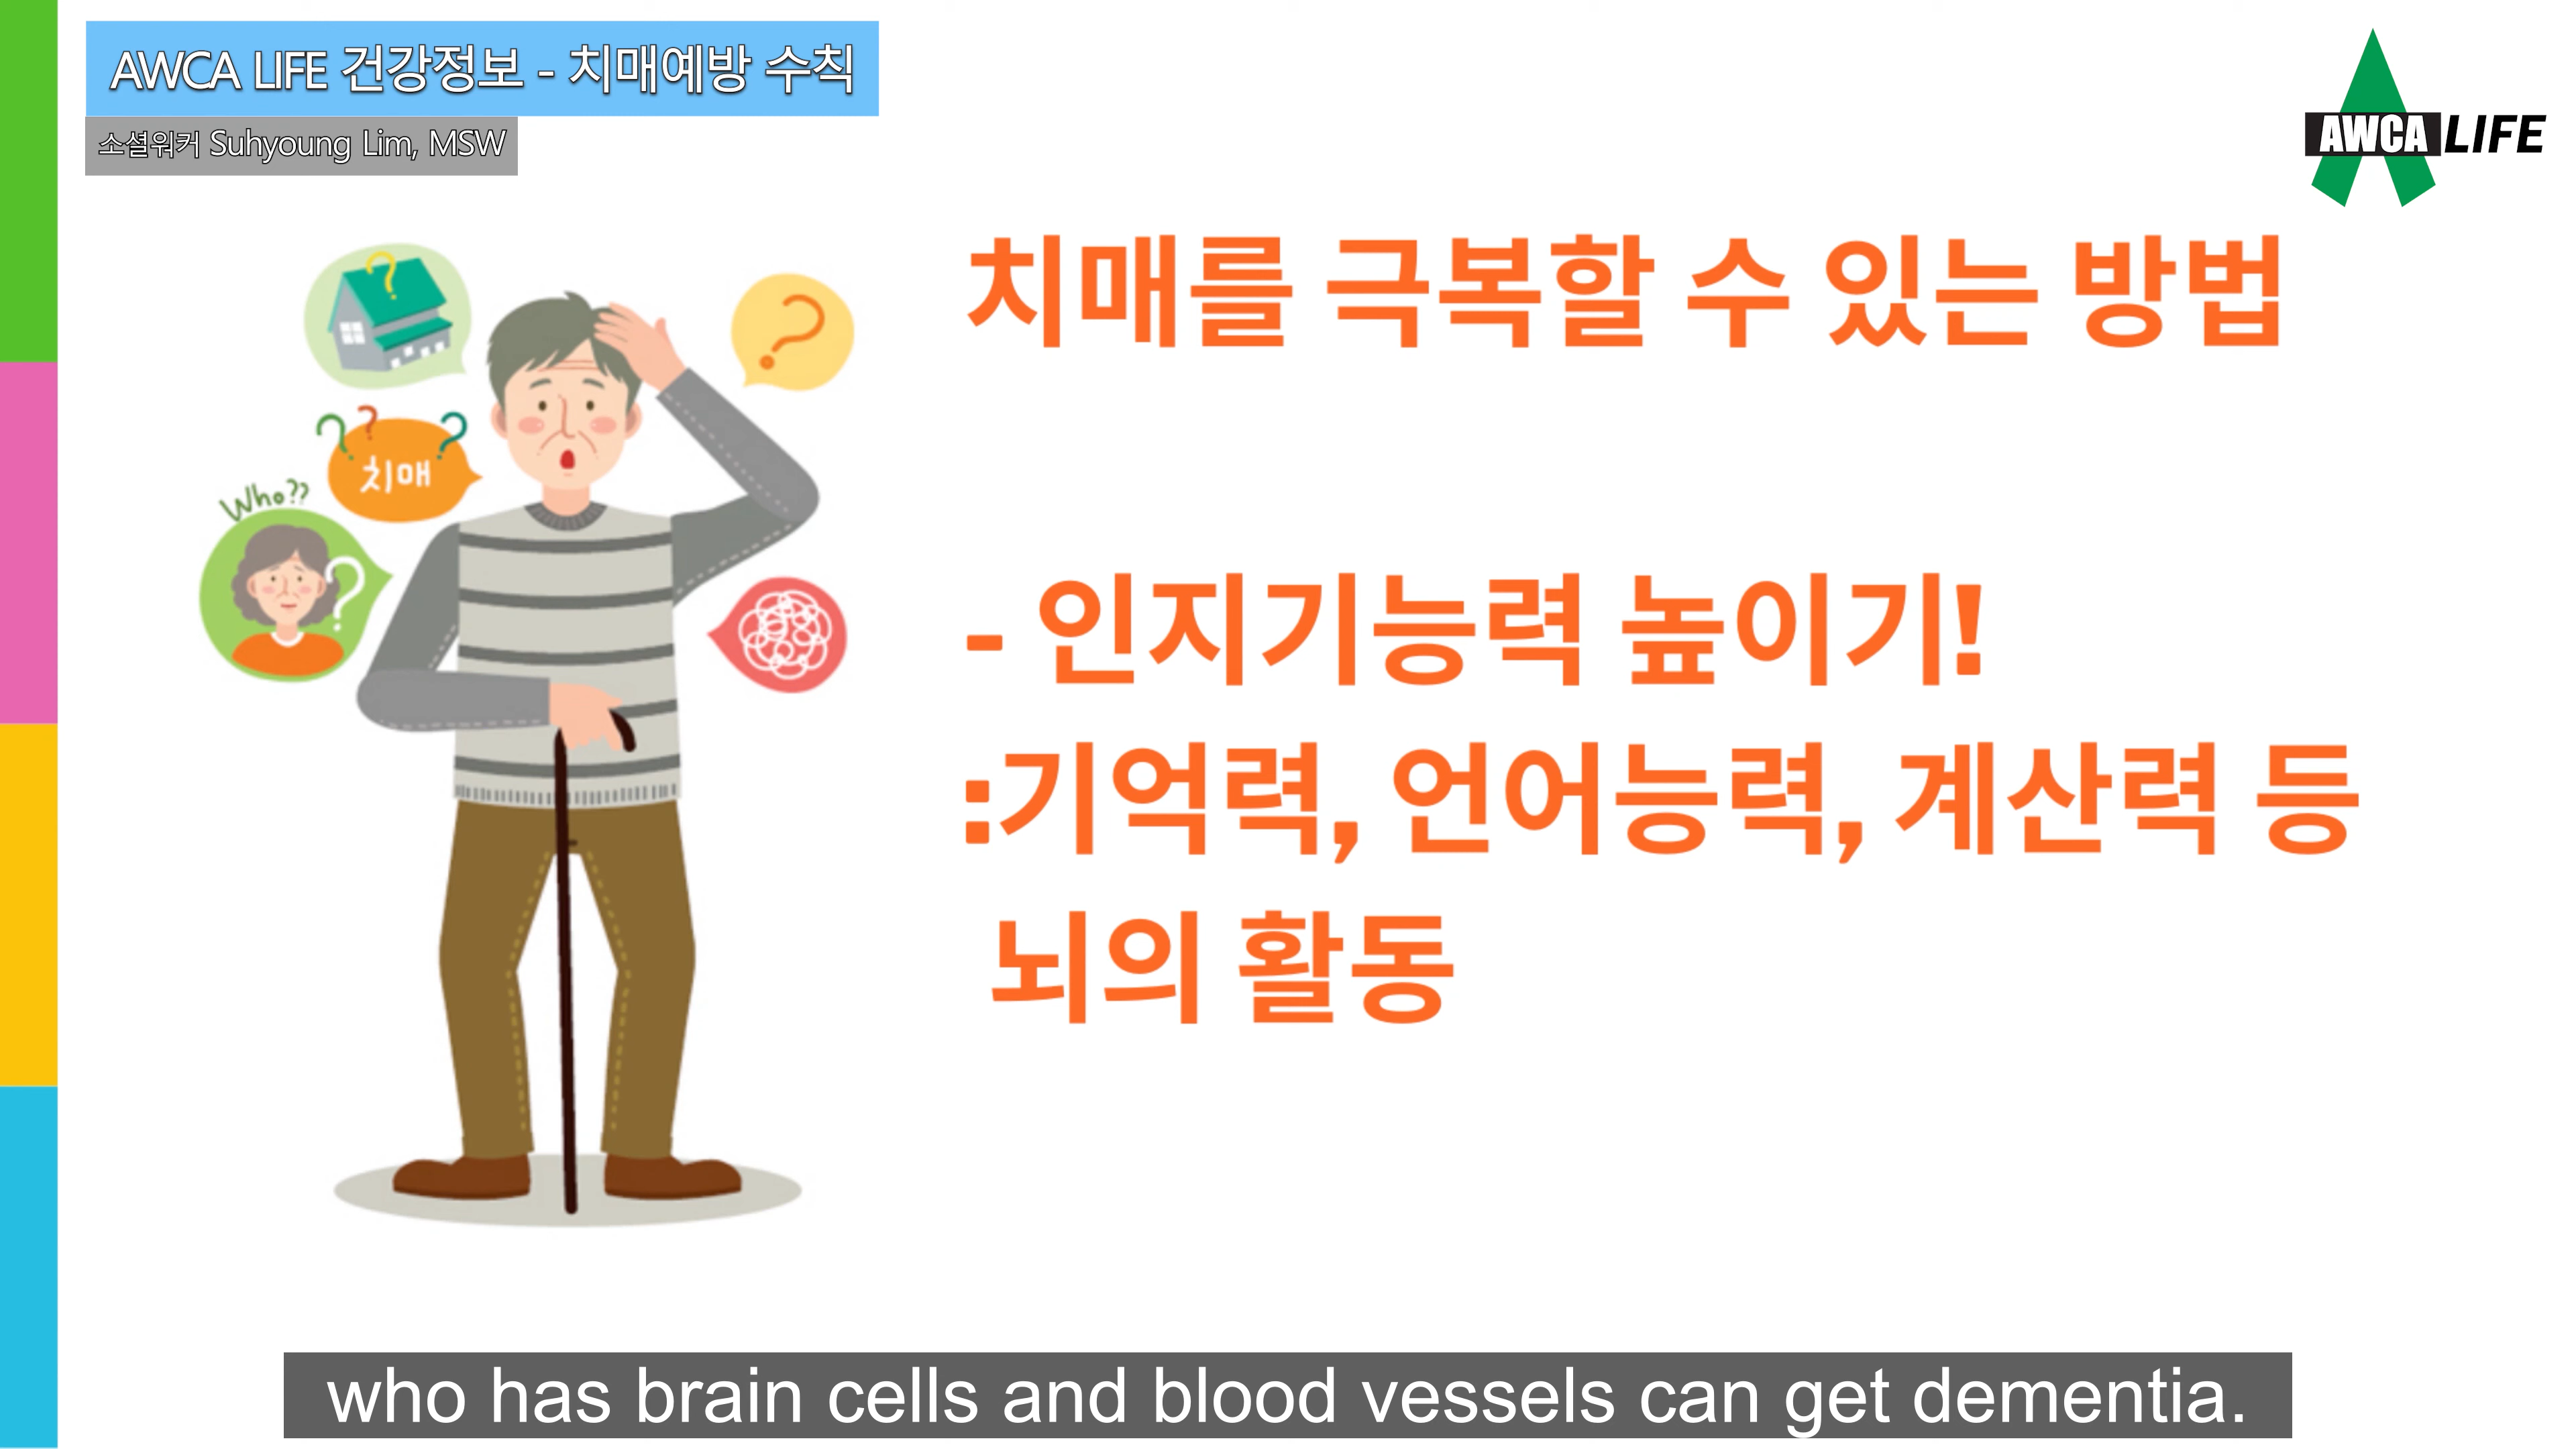 AWCA LIFE 건강정보 - 치매예방 수칙
소셜워커 Suhyoung Lim, MSW
AWCA LIFE
치매를 극복할 수 있는 방법
치매
Who??
- 인지기능력 높이기!
:기억력, 언어능력, 계산력 등
뇌의 활동
who has brain cells and blood vessels can get dementia.